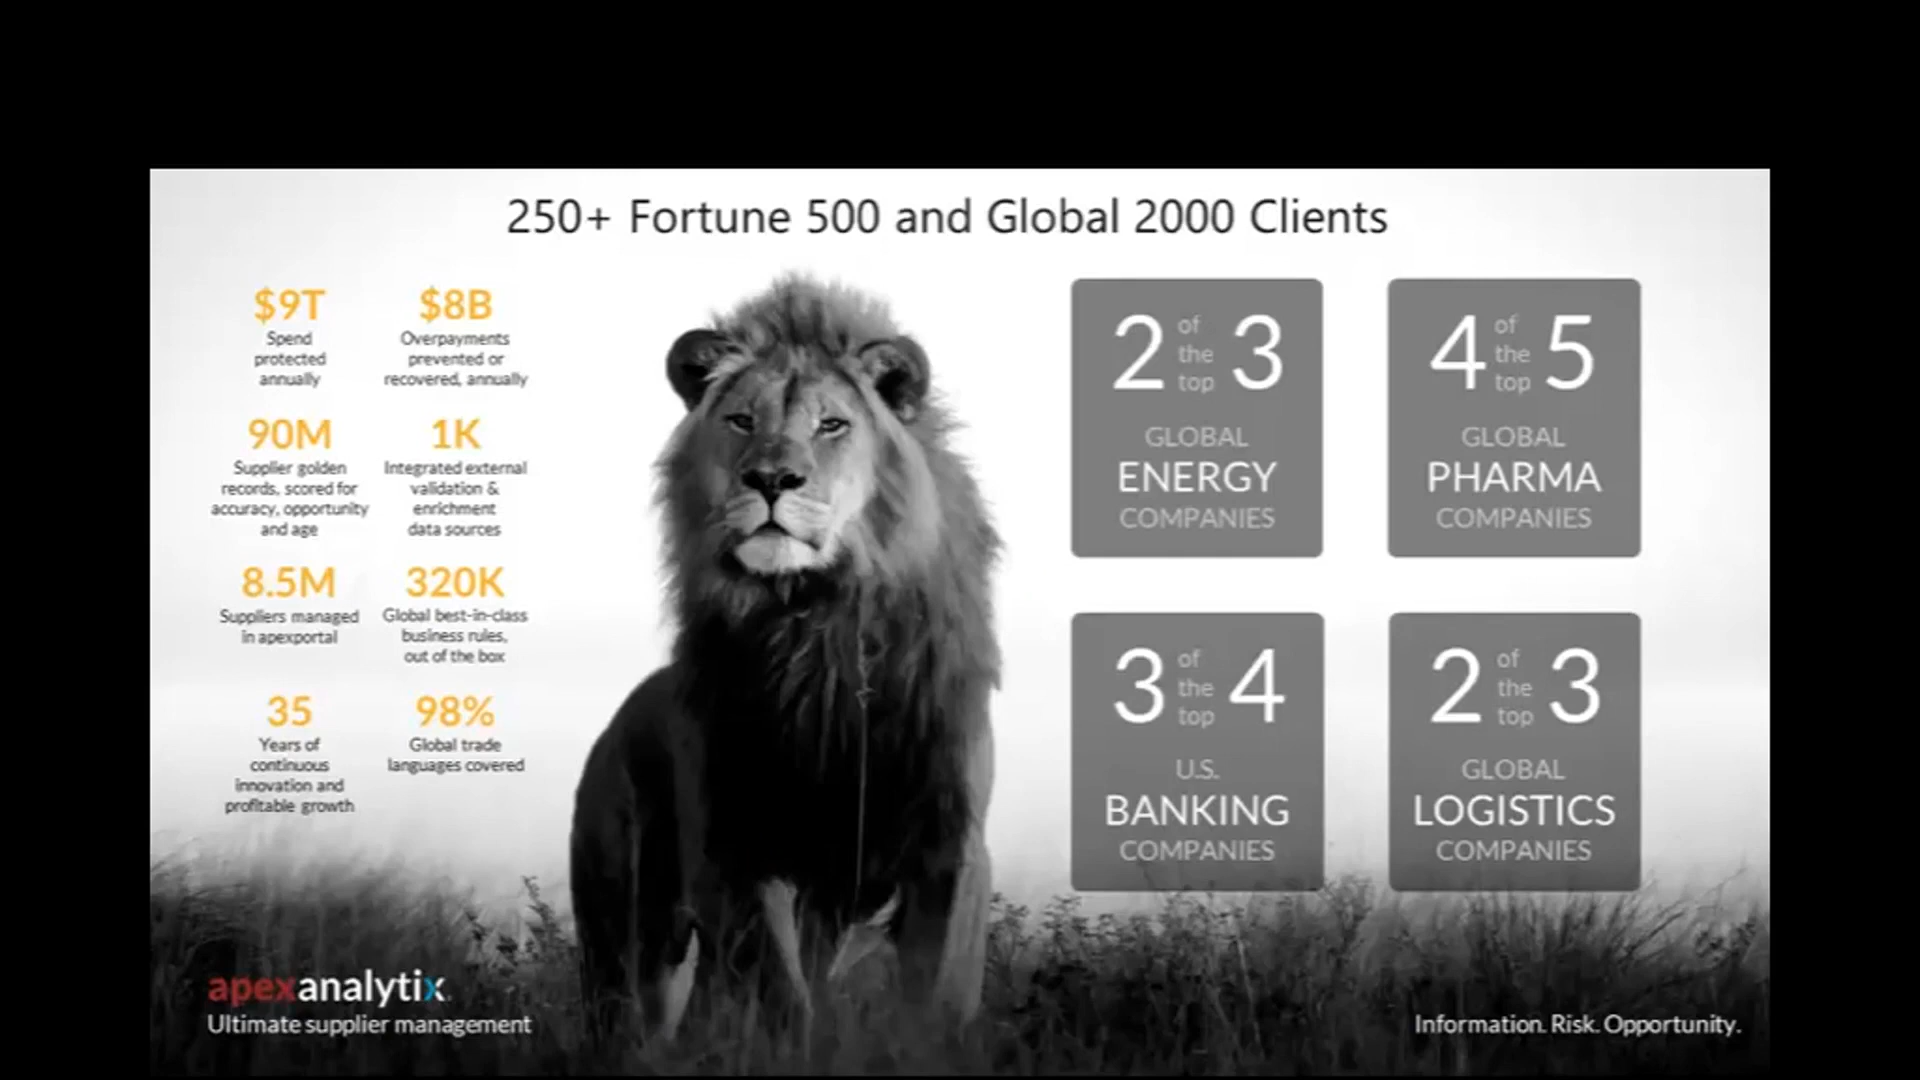 250+ Fortune 500 and Global 2000 Clients
$9T
Spend
protected
annually
$8B
Overpayments
prevented or
recovered, annually
90M
Supplier golden
records, scored for
accuracy, opportunity
and age
1K
Integrated external
validation &
enrichment
data sources
8.5M
Suppliers managed
in apexportal
320K
Global best-in-class
business rules,
out of the box
35
Years of
continuous
innovation and
profitable growth
98%
Global trade
languages covered
2 of the top 3
GLOBAL
ENERGY
COMPANIES
4 of the top 5
GLOBAL
PHARMA
COMPANIES
3 of the top 4
U.S.
BANKING
COMPANIES
2 of the top 3
GLOBAL
LOGISTICS
COMPANIES
apexanalytix
Ultimate supplier management
Information. Risk. Opportunity.